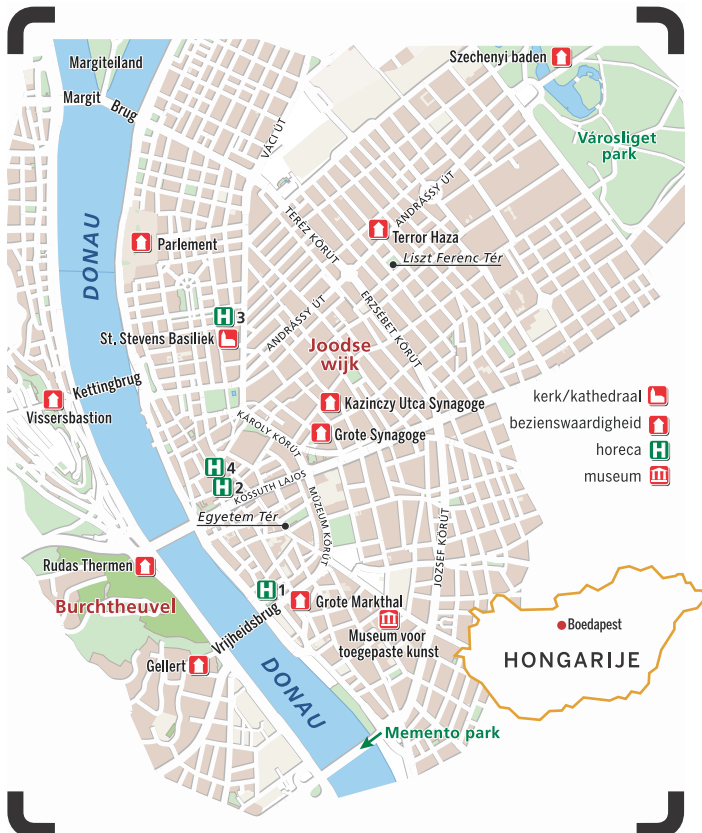 Margiteiland
Szechenyi baden
Margit Brug
Városliget
park
VÁCI ÚT
TERÉZ KÖRÚT
ANDRÁSSY ÚT
Terror Haza
Liszt Ferenc Tér
DONAU
Parlement
H 3
St, Stevens Basiliek
ANDRÁSSY ÚT
ERZSÉBET KÖRÚT
Joodse
wijk
Kettingbrug
Vissersbastion
Kazinczy Utca Synagoge
Grote Synagoge
KÁROLY KÖRÚT
kerk/kathedraal
bezienswaardigheid
H
horeca
museum
H 4
H 2
KOSSUTH LAJOS
Egyetem Tér
MÚZEUM KÖRÚT
JOZSEF KÖRÚT
Rudas Thermen
Burchtheuvel
H 1
Grote Markthal
Vrijheidsbrug
Museum voor
toegepaste kunst
Gellert
DONAU
Memento park
Boedapest
HONGARIJE